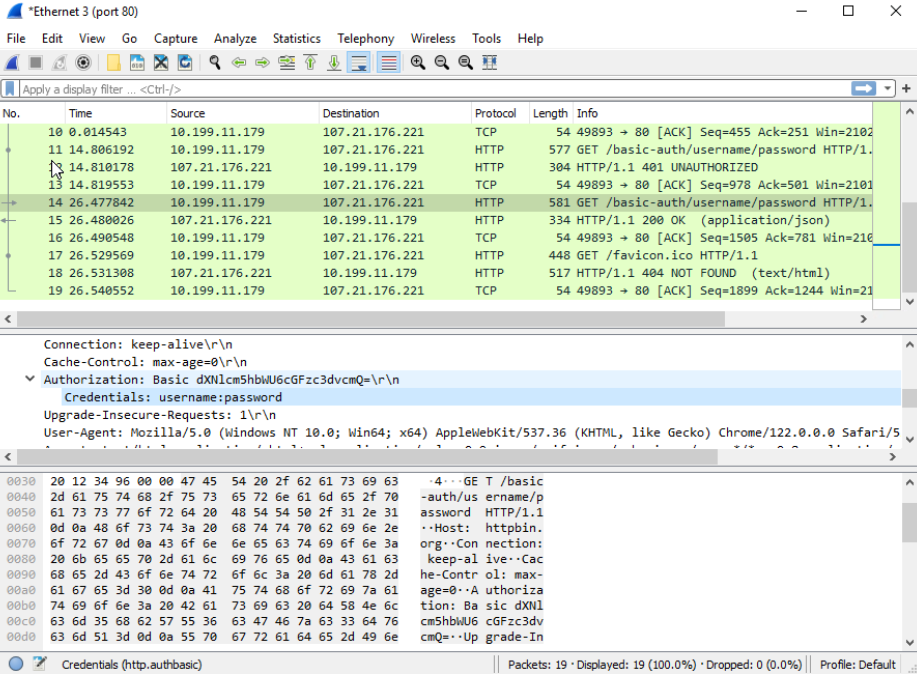 *Ethernet 3 (port 80)
File Edit View Go Capture Analyze Statistics Telephony Wireless Tools Help
Apply a display filter ... <Ctrl-/>
No. Time Source Destination Protocol Length Info
10 0.014543 10.199.11.179 107.21.176.221 TCP 54 49893 → 80 [ACK] Seq=455 Ack=251 Win=2102
11 14.806192 10.199.11.179 107.21.176.221 HTTP 577 GET /basic-auth/username/password HTTP/1.
14.810178 107.21.176.221 10.199.11.179 HTTP 304 HTTP/1.1 401 UNAUTHORIZED
13 14.819553 10.199.11.179 107.21.176.221 TCP 54 49893 → 80 [ACK] Seq=978 Ack=501 Win=2101
14 26.477842 10.199.11.179 107.21.176.221 HTTP 581 GET /basic-auth/username/password HTTP/1.
15 26.480026 107.21.176.221 10.199.11.179 HTTP 334 HTTP/1.1 200 OK (application/json)
16 26.490548 10.199.11.179 107.21.176.221 TCP 54 49893 → 80 [ACK] Seq=1505 Ack=781 Win=210
17 26.529569 10.199.11.179 107.21.176.221 HTTP 448 GET /favicon.ico HTTP/1.1
18 26.531308 107.21.176.221 10.199.11.179 HTTP 517 HTTP/1.1 404 NOT FOUND (text/html)
19 26.540552 10.199.11.179 107.21.176.221 TCP 54 49893 → 80 [ACK] Seq=1899 Ack=1244 Win=21
Connection: keep-alive\r\n
Cache-Control: max-age=0\r\n
Authorization: Basic dXNlcm5hbWU6cGFzc3dvcmQ=\r\n
Credentials: username:password
Upgrade-Insecure-Requests: 1\r\n
User-Agent: Mozilla/5.0 (Windows NT 10.0; Win64; x64) AppleWebKit/537.36 (KHTML, like Gecko) Chrome/122.0.0.0 Safari/5
0030 20 12 34 96 00 00 47 45 54 20 2f 62 61 73 69 63 ·4···GE T /basic
0040 2d 61 75 74 68 2f 75 73 65 72 6e 61 6d 65 2f 70 -auth/us ername/p
0050 61 73 73 77 6f 72 64 20 48 54 54 50 2f 31 2e 31 assword HTTP/1.1
0060 0d 0a 48 6f 73 74 3a 20 68 74 74 70 62 69 6e 2e ··Host: httpbin.
0070 6f 72 67 0d 0a 43 6f 6e 6e 65 63 74 69 6f 6e 3a org··Con nection:
0080 20 6b 65 65 70 2d 61 6c 69 76 65 0d 0a 43 61 63 keep-al ive··Cac
0090 68 65 2d 43 6f 6e 74 72 6f 6c 3a 20 6d 61 78 2d he-Contr ol: max-
00a0 61 67 65 3d 30 0d 0a 41 75 74 68 6f 72 69 7a 61 age=0··A uthoriza
00b0 74 69 6f 6e 3a 20 42 61 73 69 63 20 64 58 4e 6c tion: Ba sic dXNl
00c0 63 6d 35 68 62 57 55 36 63 47 46 7a 63 33 64 76 cm5hbWU6 cGFzc3dv
00d0 63 6d 51 3d 0d 0a 55 70 67 72 61 64 65 2d 49 6e cmQ=··Up grade-In
Credentials (http.authbasic) Packets: 19 · Displayed: 19 (100.0%) · Dropped: 0 (0.0%) Profile: Default